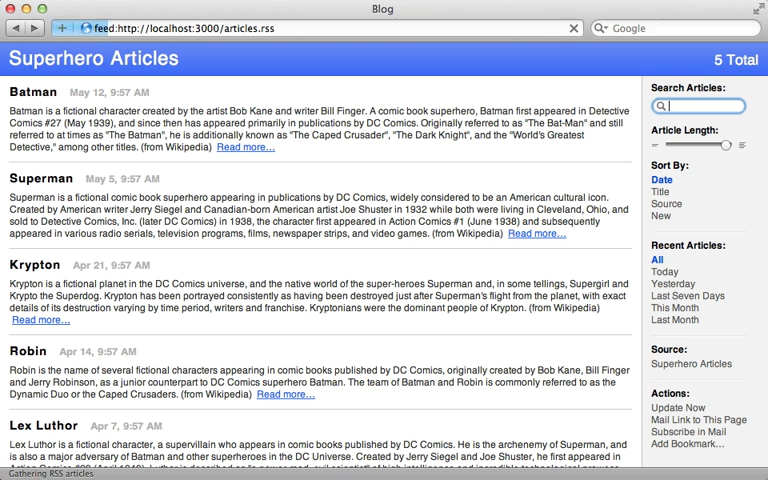 Blog
feed:http://localhost:3000/articles.rss
Google
Superhero Articles
5 Total
Batman May 12, 9:57 AM
Batman is a fictional character created by the artist Bob Kane and writer Bill Finger. A comic book superhero, Batman first appeared in Detective
Comics #27 (May 1939), and since then has appeared primarily in publications by DC Comics. Originally referred to as "The Bat-Man" and still
referred to at times as "The Batman", he is additionally known as "The Caped Crusader", "The Dark Knight", and the "World's Greatest
Detective," among other titles. (from Wikipedia) Read more...
Superman May 5, 9:57 AM
Superman is a fictional comic book superhero appearing in publications by DC Comics, widely considered to be an American cultural icon.
Created by American writer Jerry Siegel and Canadian-born American artist Joe Shuster in 1932 while both were living in Cleveland, Ohio, and
sold to Detective Comics, Inc. (later DC Comics) in 1938, the character first appeared in Action Comics #1 (June 1938) and subsequently
appeared in various radio serials, television programs, films, newspaper strips, and video games. (from Wikipedia) Read more...
Krypton Apr 21, 9:57 AM
Krypton is a fictional planet in the DC Comics universe, and the native world of the super-heroes Superman and, in some tellings, Supergirl and
Krypto the Superdog. Krypton has been portrayed consistently as having been destroyed just after Superman's flight from the planet, with exact
details of its destruction varying by time period, writers and franchise. Kryptonians were the dominant people of Krypton. (from Wikipedia)
Read more...
Robin Apr 14, 9:57 AM
Robin is the name of several fictional characters appearing in comic books published by DC Comics, originally created by Bob Kane, Bill Finger
and Jerry Robinson, as a junior counterpart to DC Comics superhero Batman. The team of Batman and Robin is commonly referred to as the
Dynamic Duo or the Caped Crusaders. (from Wikipedia) Read more...
Lex Luthor Apr 7, 9:57 AM
Lex Luthor is a fictional character, a supervillain who appears in comic books published by DC Comics. He is the archenemy of Superman, and
is also a major adversary of Batman and other superheroes in the DC Universe. Created by Jerry Siegel and Joe Shuster, he first appeared in
Search Articles:
Article Length:
Sort By:
Date
Title
Source
New
Recent Articles:
All
Today
Yesterday
Last Seven Days
This Month
Last Month
Source:
Superhero Articles
Actions:
Update Now
Mail Link to This Page
Subscribe in Mail
Add Bookmark...
Gathering RSS articles